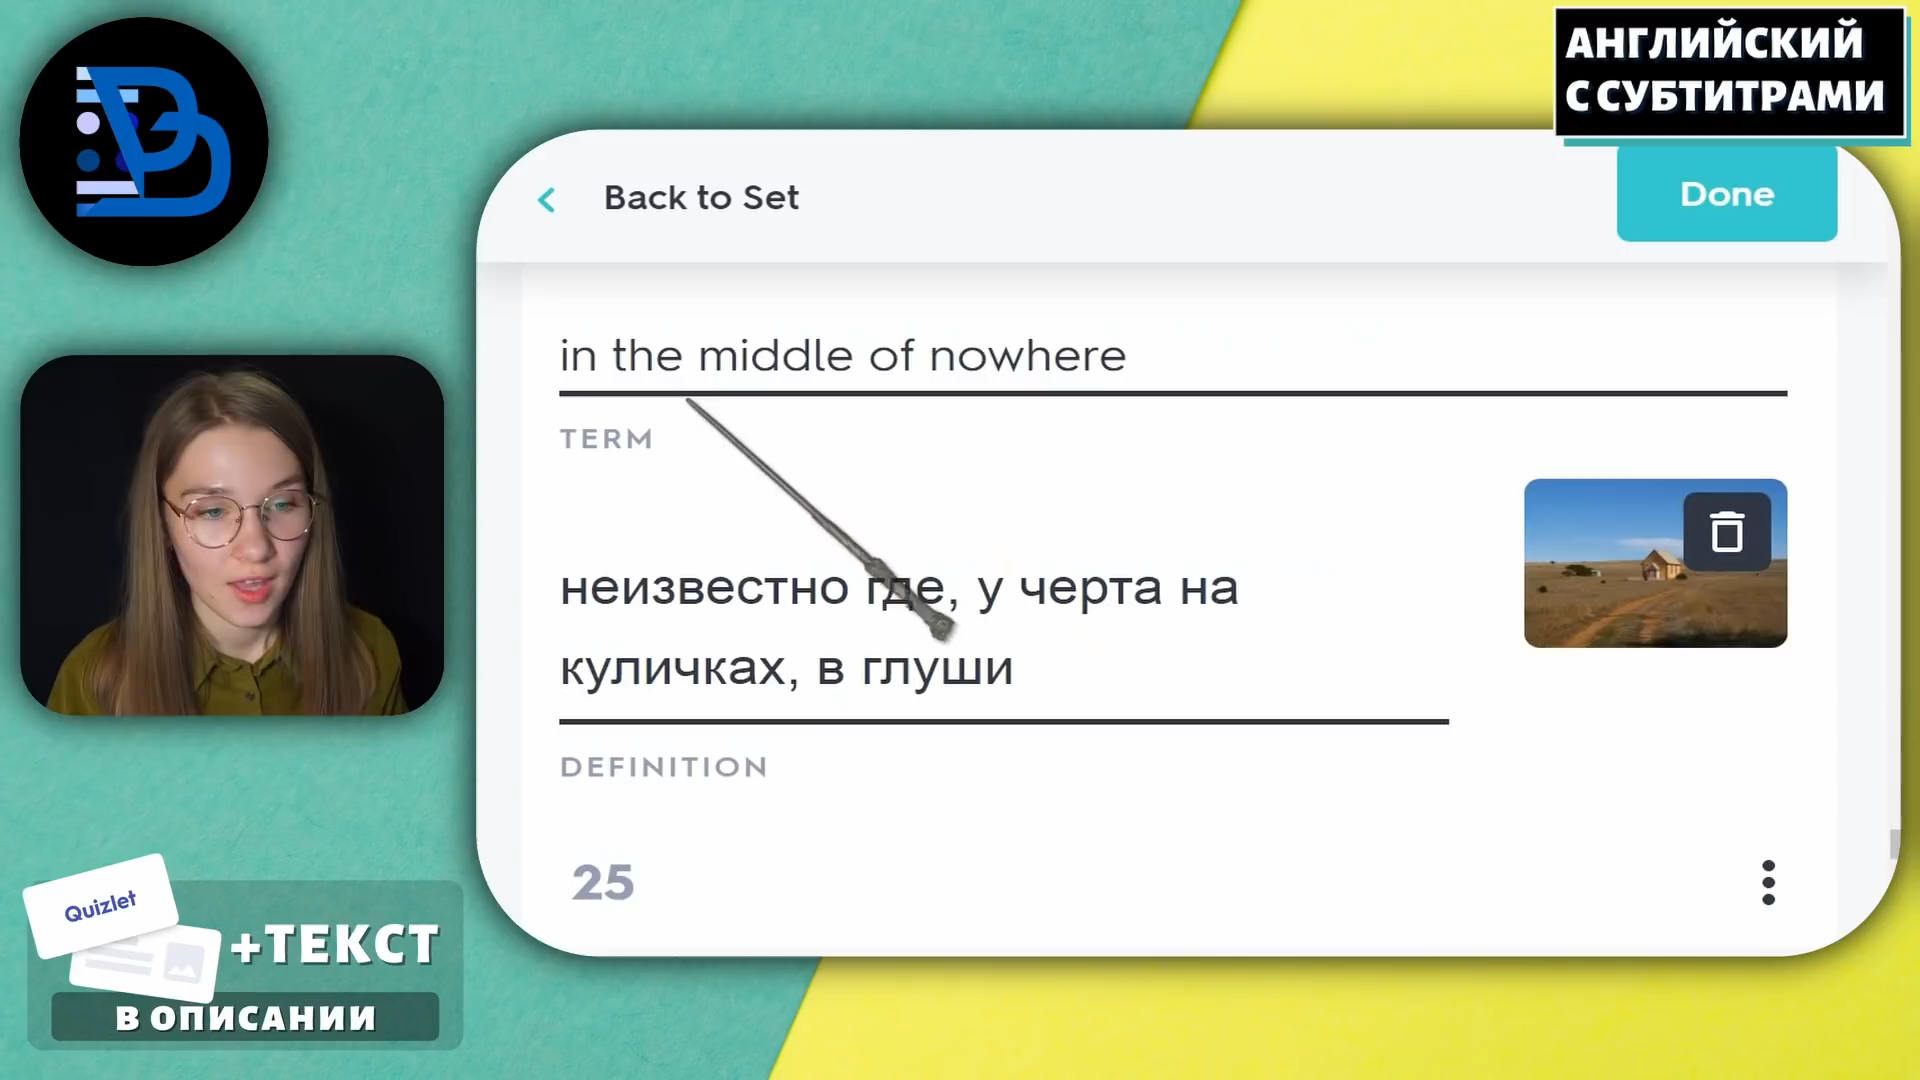 АНГЛИЙСКИЙ
С СУБТИТРАМИ
Back to Set
Done
in the middle of nowhere
TERM
неизвестно где, у черта на
куличках, в глуши
DEFINITION
25
Quizlet
+ТЕКСТ
В ОПИСАНИИ